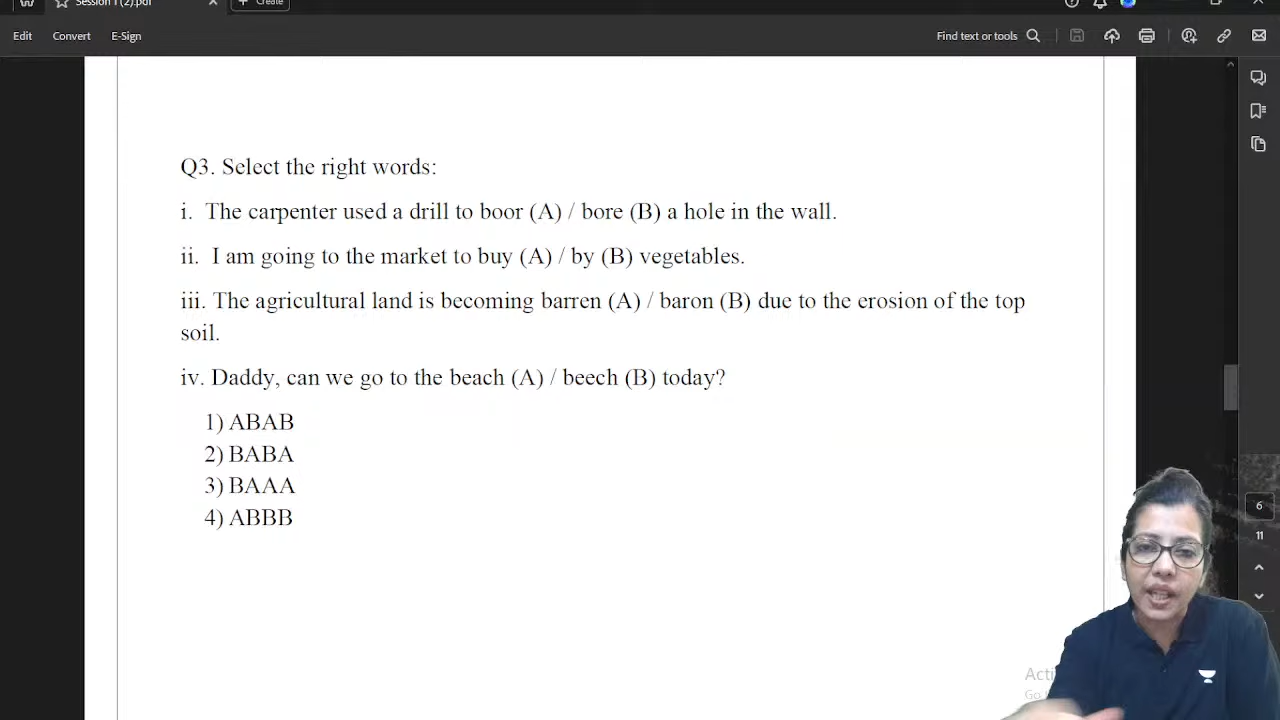 Session 1 (2).pdf
Create
Edit Convert E-Sign
Find text or tools
Q3. Select the right words:
i. The carpenter used a drill to boor (A) / bore (B) a hole in the wall.
ii. I am going to the market to buy (A) / by (B) vegetables.
iii. The agricultural land is becoming barren (A) / baron (B) due to the erosion of the top
soil.
iv. Daddy, can we go to the beach (A) / beech (B) today?
1) ABAB
2) BABA
3) BAAA
4) ABBB
6
11